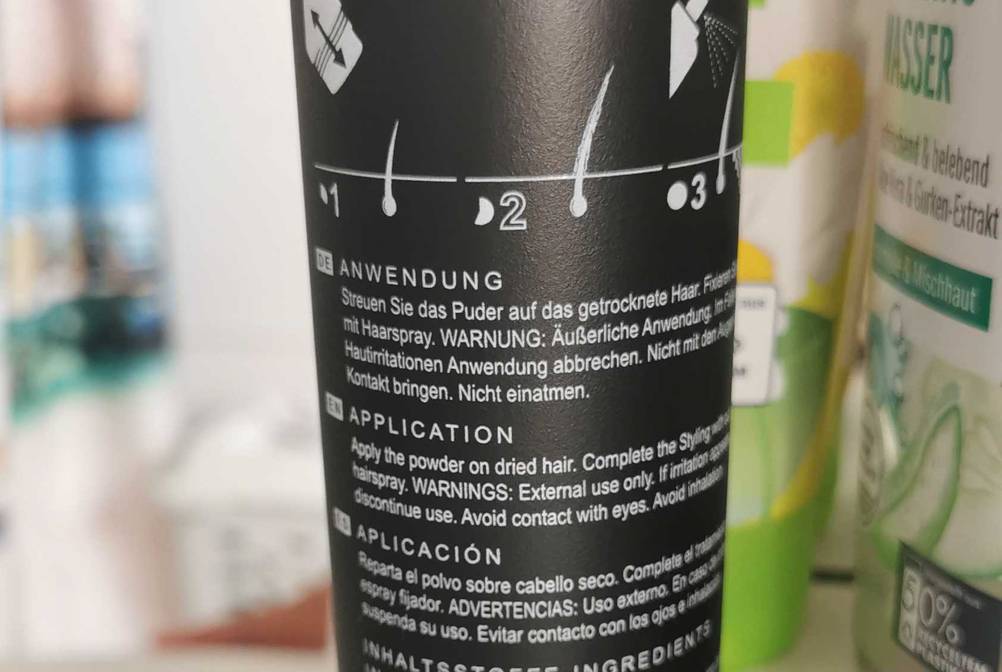 1
2
3
DE ANWENDUNG
Streuen Sie das Puder auf das getrocknete Haar. Fixieren
mit Haarspray. WARNUNG: Äußerliche Anwendung. Im
Hautirritationen Anwendung abbrechen. Nicht mit den
Kontakt bringen. Nicht einatmen.
EN APPLICATION
Apply the powder on dried hair. Complete the Styling with
hairspray. WARNINGS: External use only. If irritation
discontinue use. Avoid contact with eyes. Avoid inhalation
ES APLICACIÓN
Reparta el polvo sobre cabello seco. Complete el
espray fijador. ADVERTENCIAS: Uso externo. En caso
suspenda su uso. Evitar contacto con los ojos e
INHALTSSTOFFE INGREDIENTS
WASSER
& belebend
& Gurken-Extrakt
& Mischhaut
50%